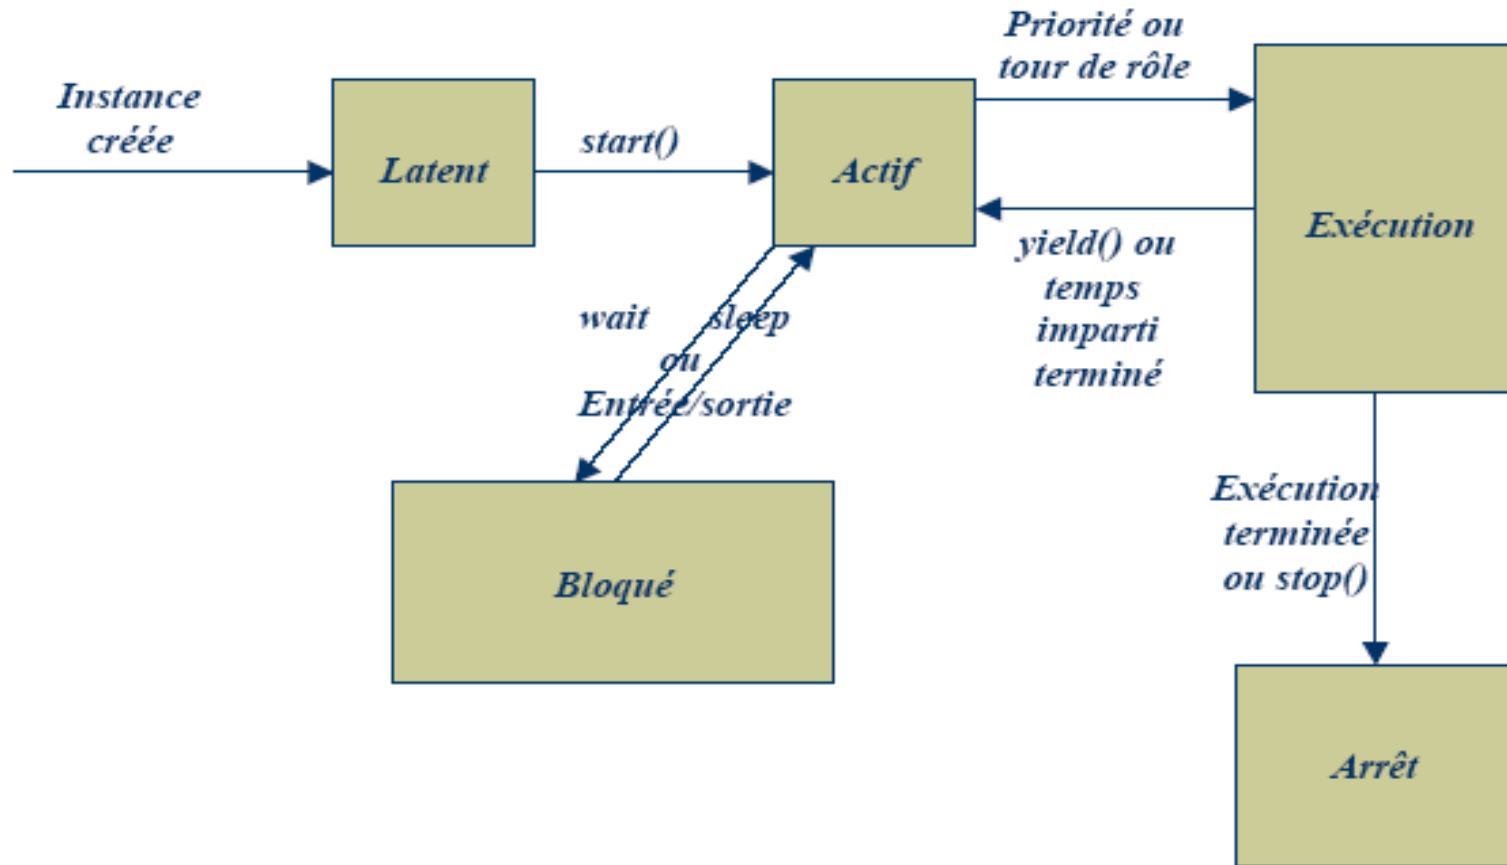 Instance
créée
Latent
start()
Actif
Priorité ou
tour de rôle
Exécution
yield() ou
temps
imparti
terminé
wait sleep
ou
Entrée/sortie
Bloqué
Exécution
terminée
ou stop()
Arrêt